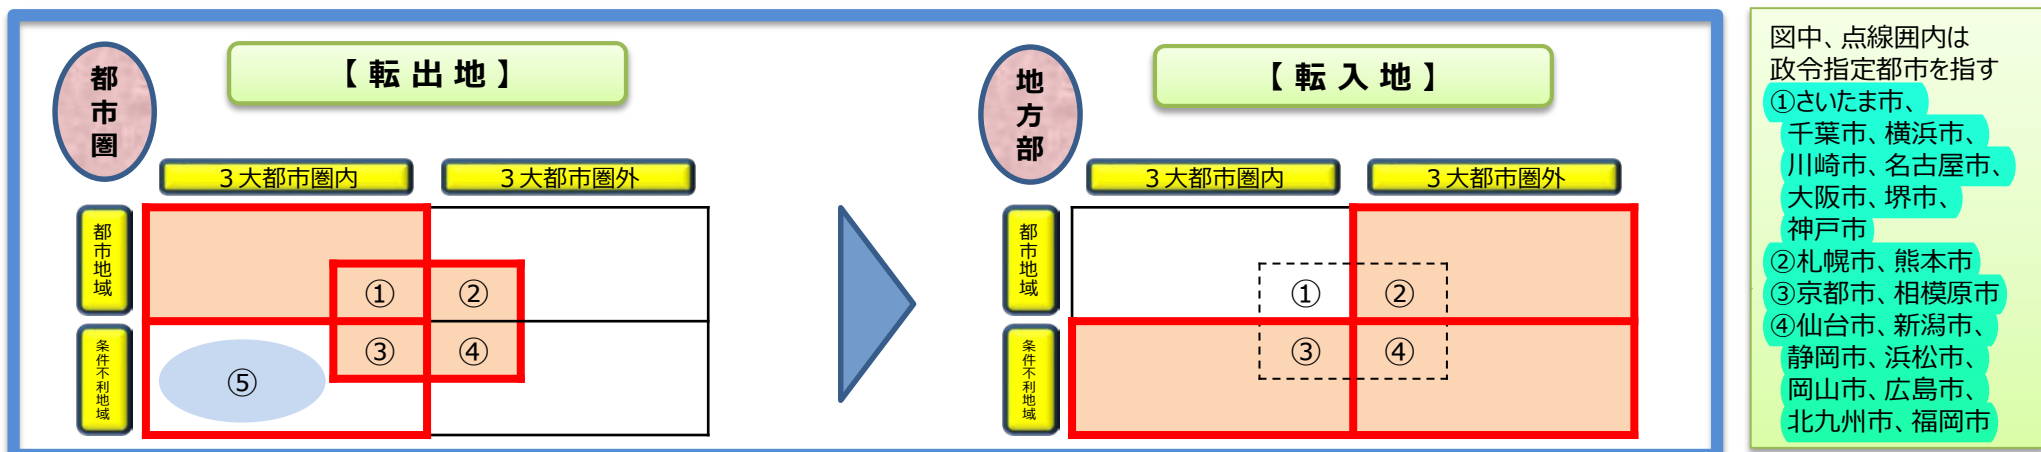 都市圏
【 転 出 地 】
3大都市圏内
3大都市圏外
都市地域
条件不利地域
①
②
③
④
⑤
地方部
【 転 入 地 】
3大都市圏内
3大都市圏外
都市地域
条件不利地域
①
②
③
④
図中、点線囲内は
政令指定都市を指す
①さいたま市、
千葉市、横浜市、
川崎市、名古屋市、
大阪市、堺市、
神戸市
②札幌市、熊本市
③京都市、相模原市
④仙台市、新潟市、
静岡市、浜松市、
岡山市、広島市、
北九州市、福岡市